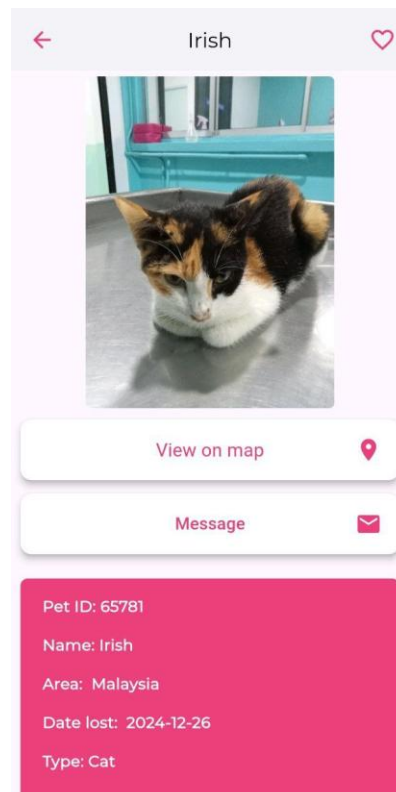 Irish
View on map
Message
Pet ID: 65781
Name: Irish
Area: Malaysia
Date lost: 2024-12-26
Type: Cat